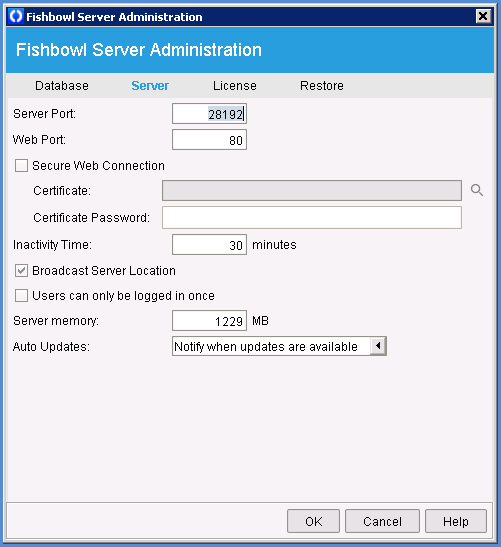 Fishbowl Server Administration
Fishbowl Server Administration
Database Server License Restore
Server Port: 28192
Web Port: 80
Secure Web Connection
Certificate:
Certificate Password:
Inactivity Time: 30 minutes
Broadcast Server Location
Users can only be logged in once
Server memory: 1229 MB
Auto Updates: Notify when updates are available
OK Cancel Help